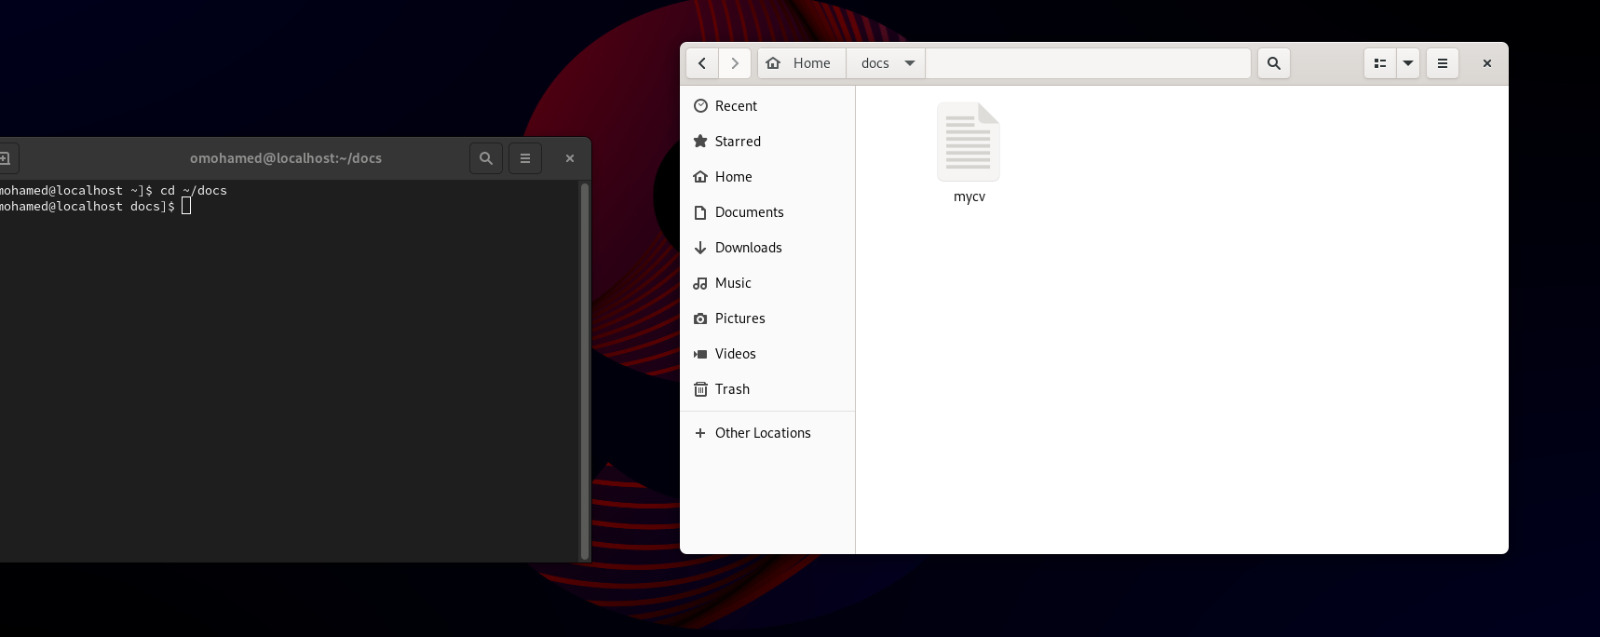 omohamed@localhost:~/docs
mohamed@localhost ~]$ cd ~/docs
mohamed@localhost docs]$
Home docs
Recent
Starred
Home
Documents
Downloads
Music
Pictures
Videos
Trash
Other Locations
mycv